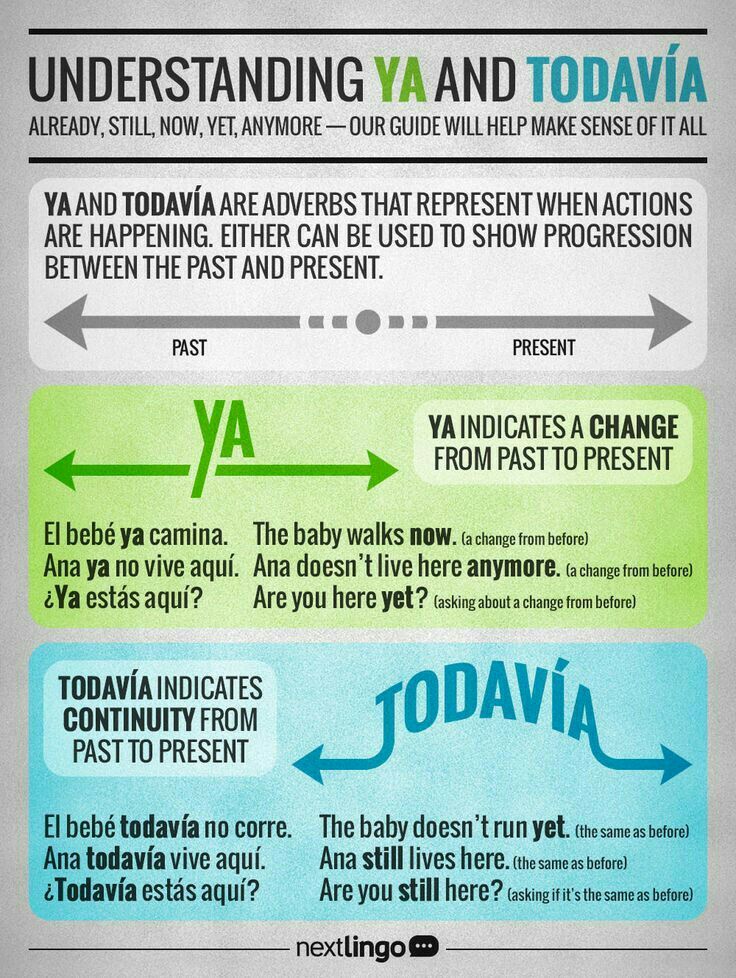 UNDERSTANDING YA AND TODAVÍA
ALREADY, STILL, NOW, YET, ANYMORE — OUR GUIDE WILL HELP MAKE SENSE OF IT ALL
YA AND TODAVÍA ARE ADVERBS THAT REPRESENT WHEN ACTIONS
ARE HAPPENING. EITHER CAN BE USED TO SHOW PROGRESSION
BETWEEN THE PAST AND PRESENT.
PAST PRESENT
YA
YA INDICATES A CHANGE
FROM PAST TO PRESENT
El bebé ya camina. The baby walks now. (a change from before)
Ana ya no vive aquí. Ana doesn't live here anymore. (a change from before)
¿Ya estás aquí? Are you here yet? (asking about a change from before)
TODAVÍA INDICATES
CONTINUITY FROM
PAST TO PRESENT
TODAVÍA
El bebé todavía no corre. The baby doesn't run yet. (the same as before)
Ana todavía vive aquí. Ana still lives here. (the same as before)
¿Todavía estás aquí? Are you still here? (asking if it's the same as before)
nextlingo